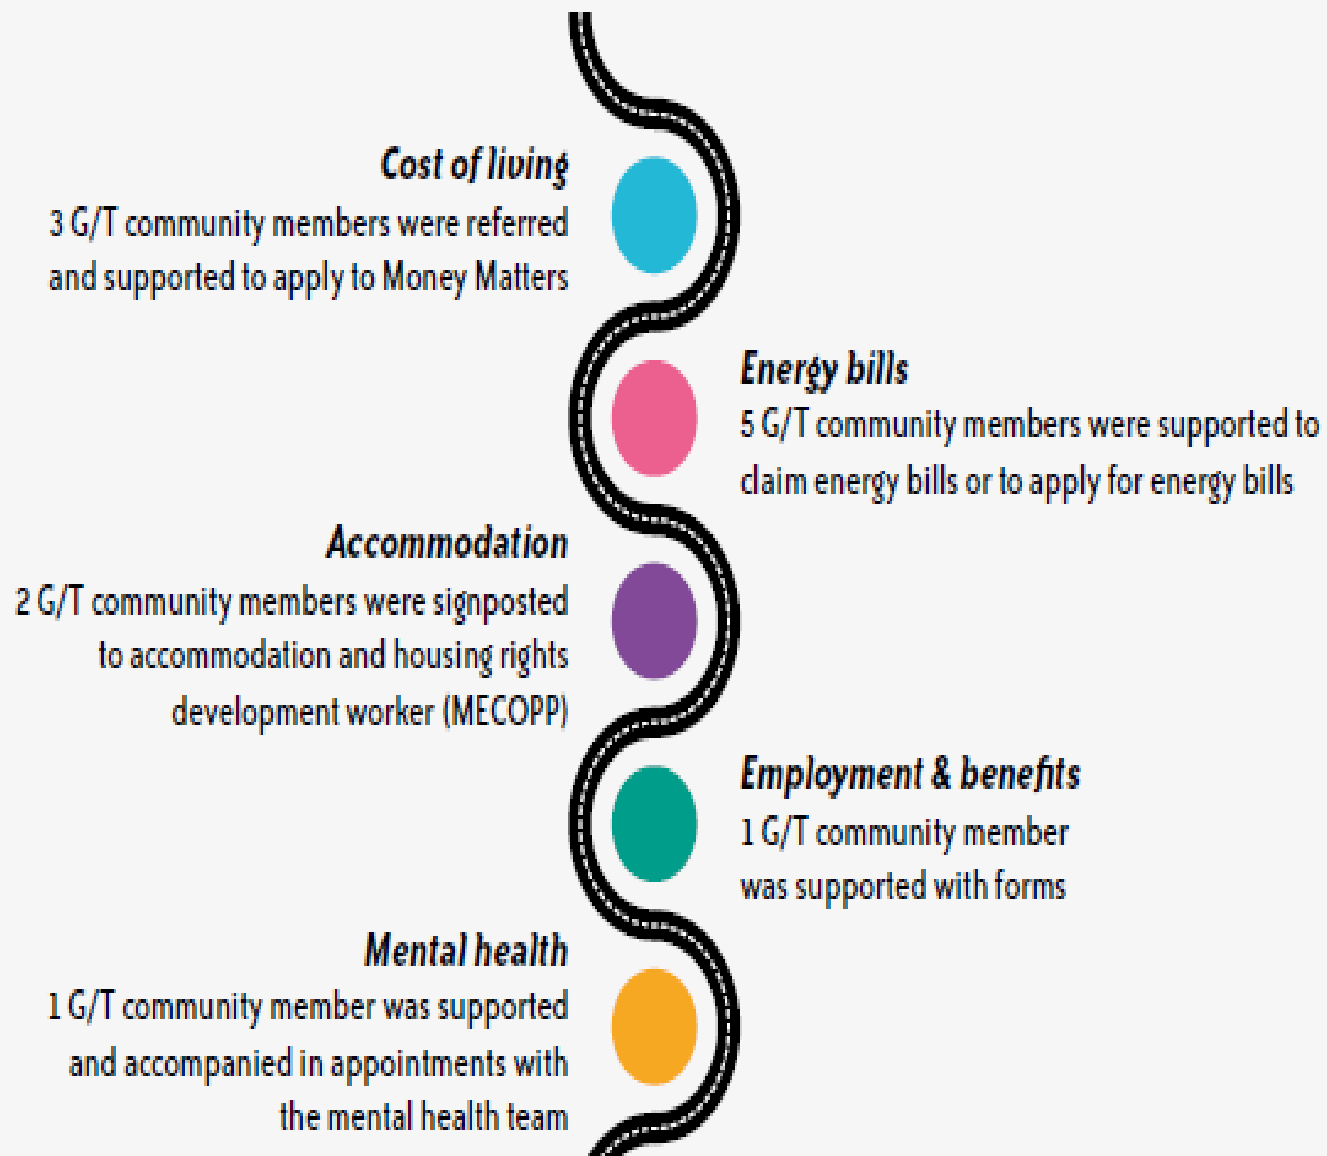 Cost of living
3 G/T community members were referred
and supported to apply to Money Matters
Energy bills
5 G/T community members were supported to
claim energy bills or to apply for energy bills
Accommodation
2 G/T community members were signposted
to accommodation and housing rights
development worker (MECOPP)
Employment & benefits
1 G/T community member
was supported with forms
Mental health
1 G/T community member was supported
and accompanied in appointments with
the mental health team